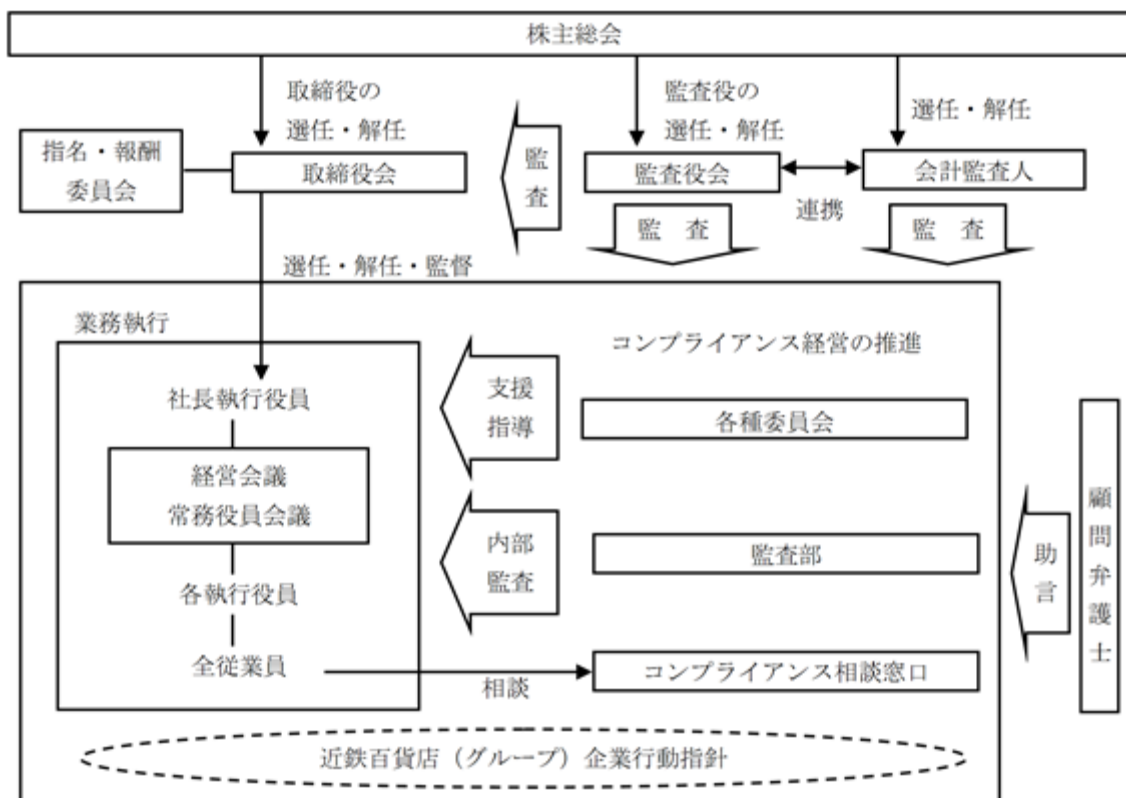 株主総会
取締役の
選任・解任
監査役の
選任・解任
選任・解任
指名・報酬
委員会
取締役会
監査
監査役会
連携
会計監査人
監　査
監　査
選任・解任・監督
業務執行
コンプライアンス経営の推進
社長執行役員
支援
指導
各種委員会
経営会議
常務役員会議
内部
監査
監査部
助言
顧問弁護士
各執行役員
全従業員
相談
コンプライアンス相談窓口
近鉄百貨店（グループ）企業行動指針